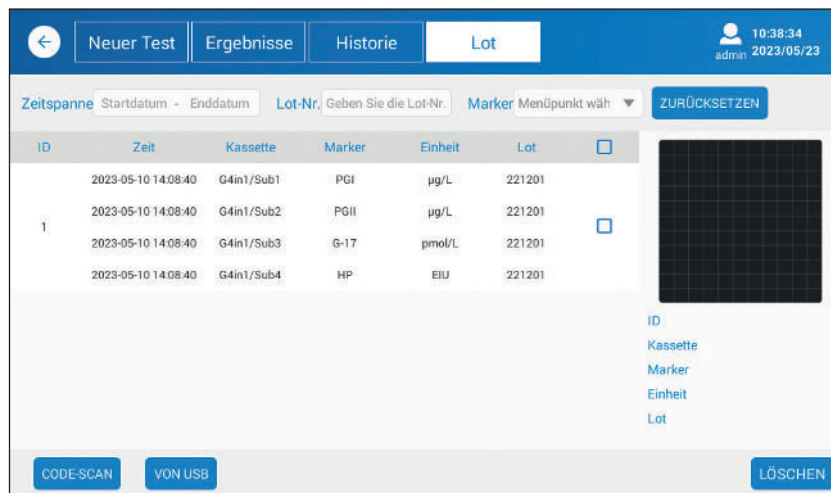 Neuer Test Ergebnisse Historie Lot 10:38:34
admin 2023/05/23
Zeitspanne Startdatum - Enddatum Lot-Nr. Geben Sie die Lot-Nr. Marker Menüpunkt wäh ZURÜCKSETZEN
ID Zeit Kassette Marker Einheit Lot
2023-05-10 14:08:40 G4in1/Sub1 PGI µg/L 221201
2023-05-10 14:08:40 G4in1/Sub2 PGII µg/L 221201
1
2023-05-10 14:08:40 G4in1/Sub3 G-17 pmol/L 221201
2023-05-10 14:08:40 G4in1/Sub4 HP EIU 221201
ID
Kassette
Marker
Einheit
Lot
CODE-SCAN VON USB LÖSCHEN